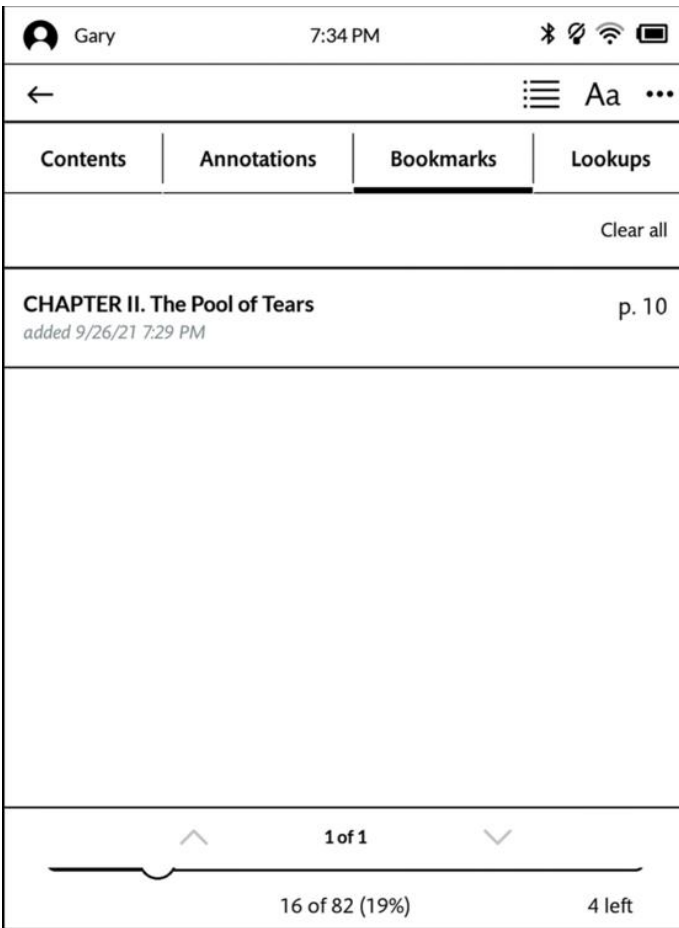 Gary 7:34 PM
Aa
Contents Annotations Bookmarks Lookups
Clear all
CHAPTER II. The Pool of Tears p. 10
added 9/26/21 7:29 PM
1 of 1
16 of 82 (19%) 4 left